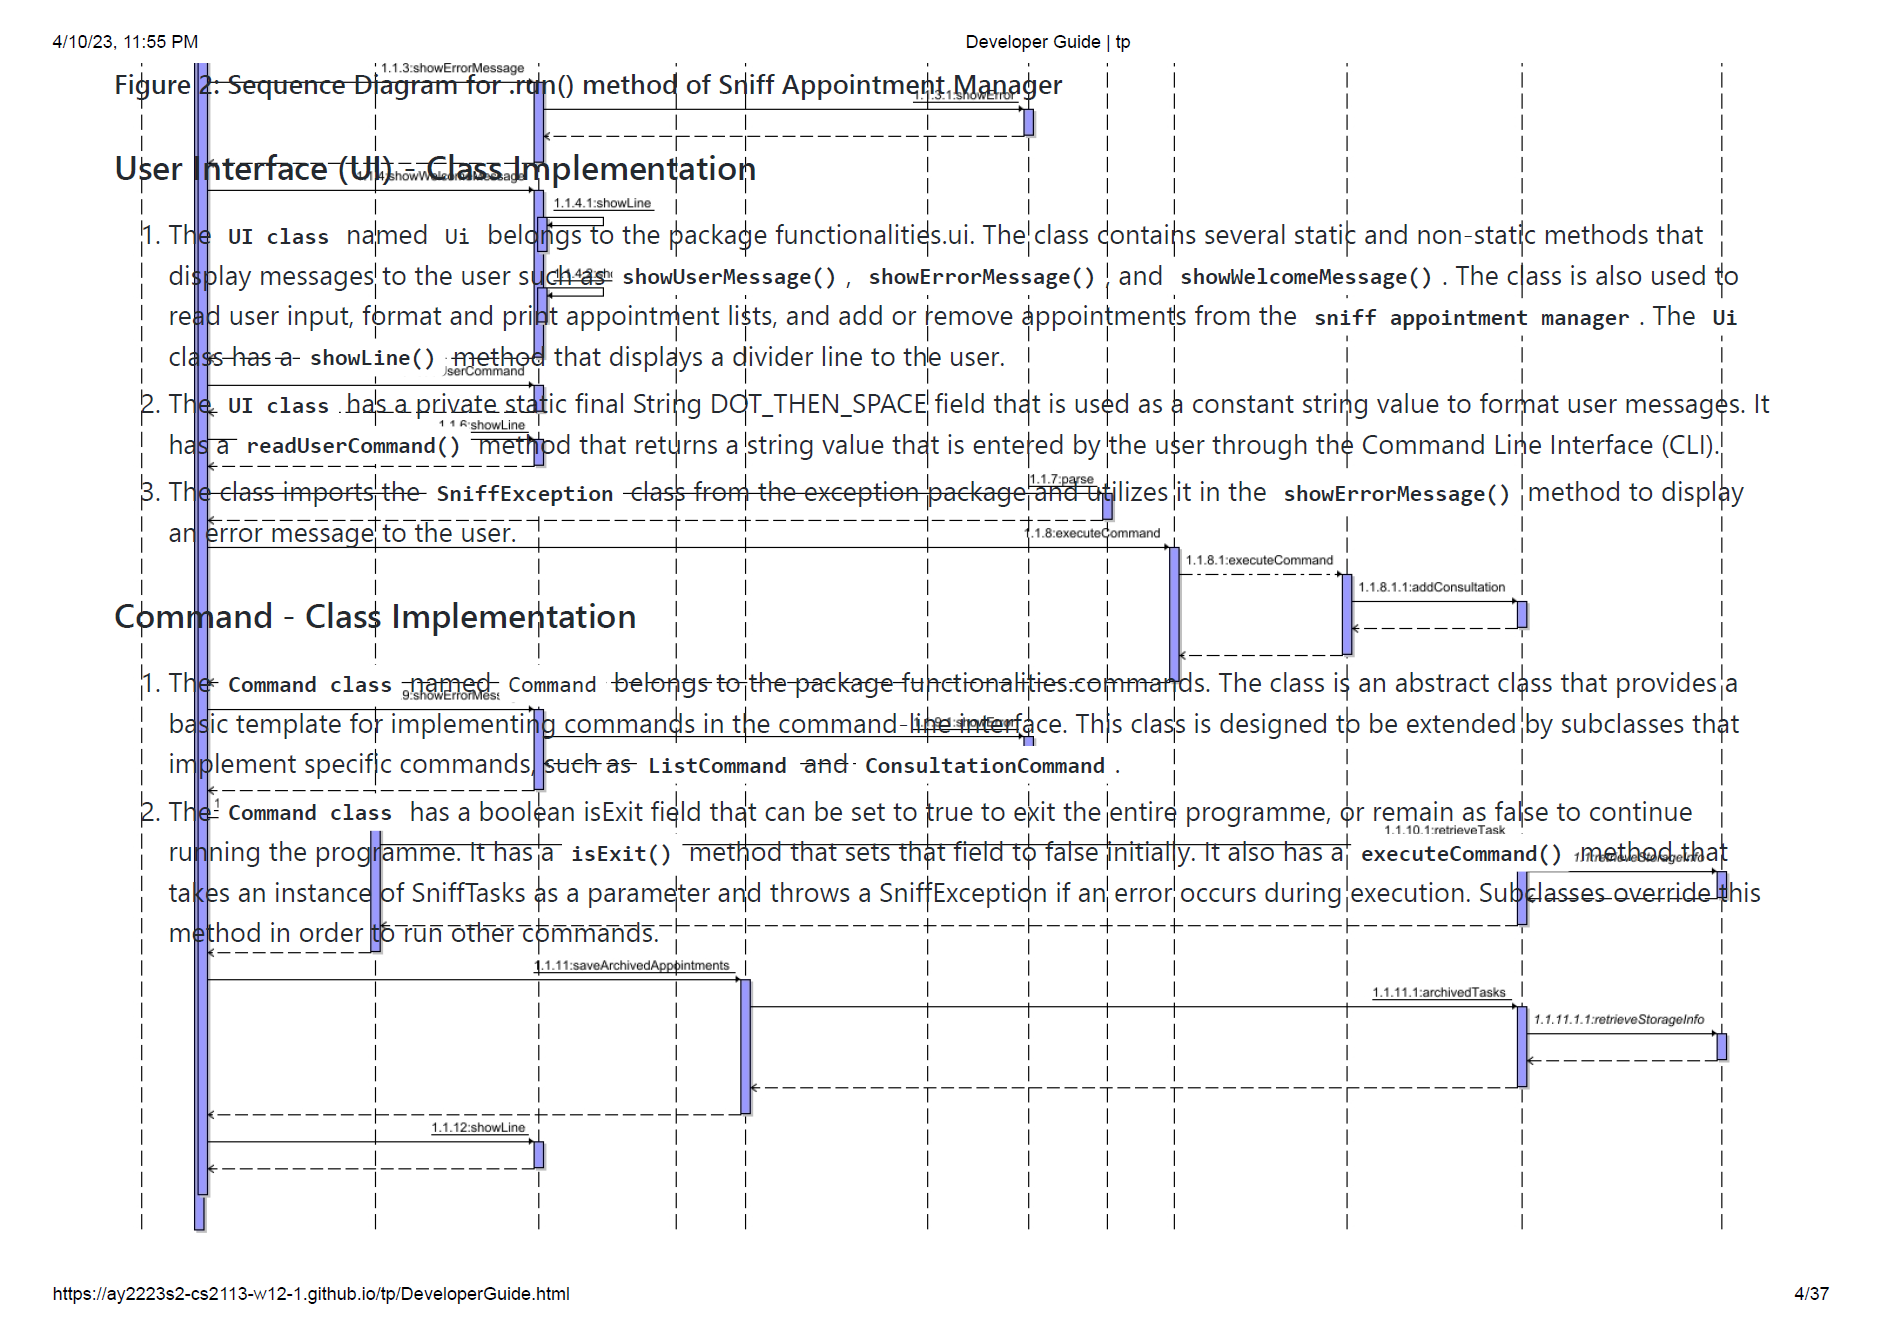 4/10/23, 11:55 PM
Developer Guide | tp
1.1.3:showErrorMessage
Figure 2: Sequence Diagram for .run() method of Sniff Appointment Manager
1.1.3.1:showError
User Interface (UI) - Class Implementation
1.1.4:showWelcomeMessage
1.1.4.1:showLine
1. The UI class named Ui belongs to the package functionalities.ui. The class contains several static and non-static methods that
display messages to the user such as showUserMessage() , showErrorMessage() , and showWelcomeMessage() . The class is also used to
read user input, format and print appointment lists, and add or remove appointments from the sniff appointment manager . The Ui
class has a showLine() method that displays a divider line to the user.
UserCommand
2. The UI class has a private static final String DOT_THEN_SPACE field that is used as a constant string value to format user messages. It
1.1.6:showLine
has a readUserCommand() method that returns a string value that is entered by the user through the Command Line Interface (CLI).
1.1.7:parse
3. The class imports the SniffException class from the exception package and utilizes it in the showErrorMessage() method to display
an error message to the user.
1.1.8:executeCommand
1.1.8.1:executeCommand
1.1.8.1.1:addConsultation
Command - Class Implementation
1. The Command class named Command belongs to the package functionalities.commands. The class is an abstract class that provides a
9:showErrorMess
basic template for implementing commands in the command-line interface. This class is designed to be extended by subclasses that
1.1.9.1:showError
implement specific commands, such as ListCommand and ConsultationCommand .
2. The Command class has a boolean isExit field that can be set to true to exit the entire programme, or remain as false to continue
1.1.10.1:retrieveTask
running the programme. It has a isExit() method that sets that field to false initially. It also has a executeCommand() method that
takes an instance of SniffTasks as a parameter and throws a SniffException if an error occurs during execution. Subclasses override this
method in order to run other commands.
1.1.11:saveArchivedAppointments
1.1.11.1:archivedTasks
1.1.11.1.1:retrieveStorageInfo
1.1.12:showLine
https://ay2223s2-cs2113-w12-1.github.io/tp/DeveloperGuide.html
4/37